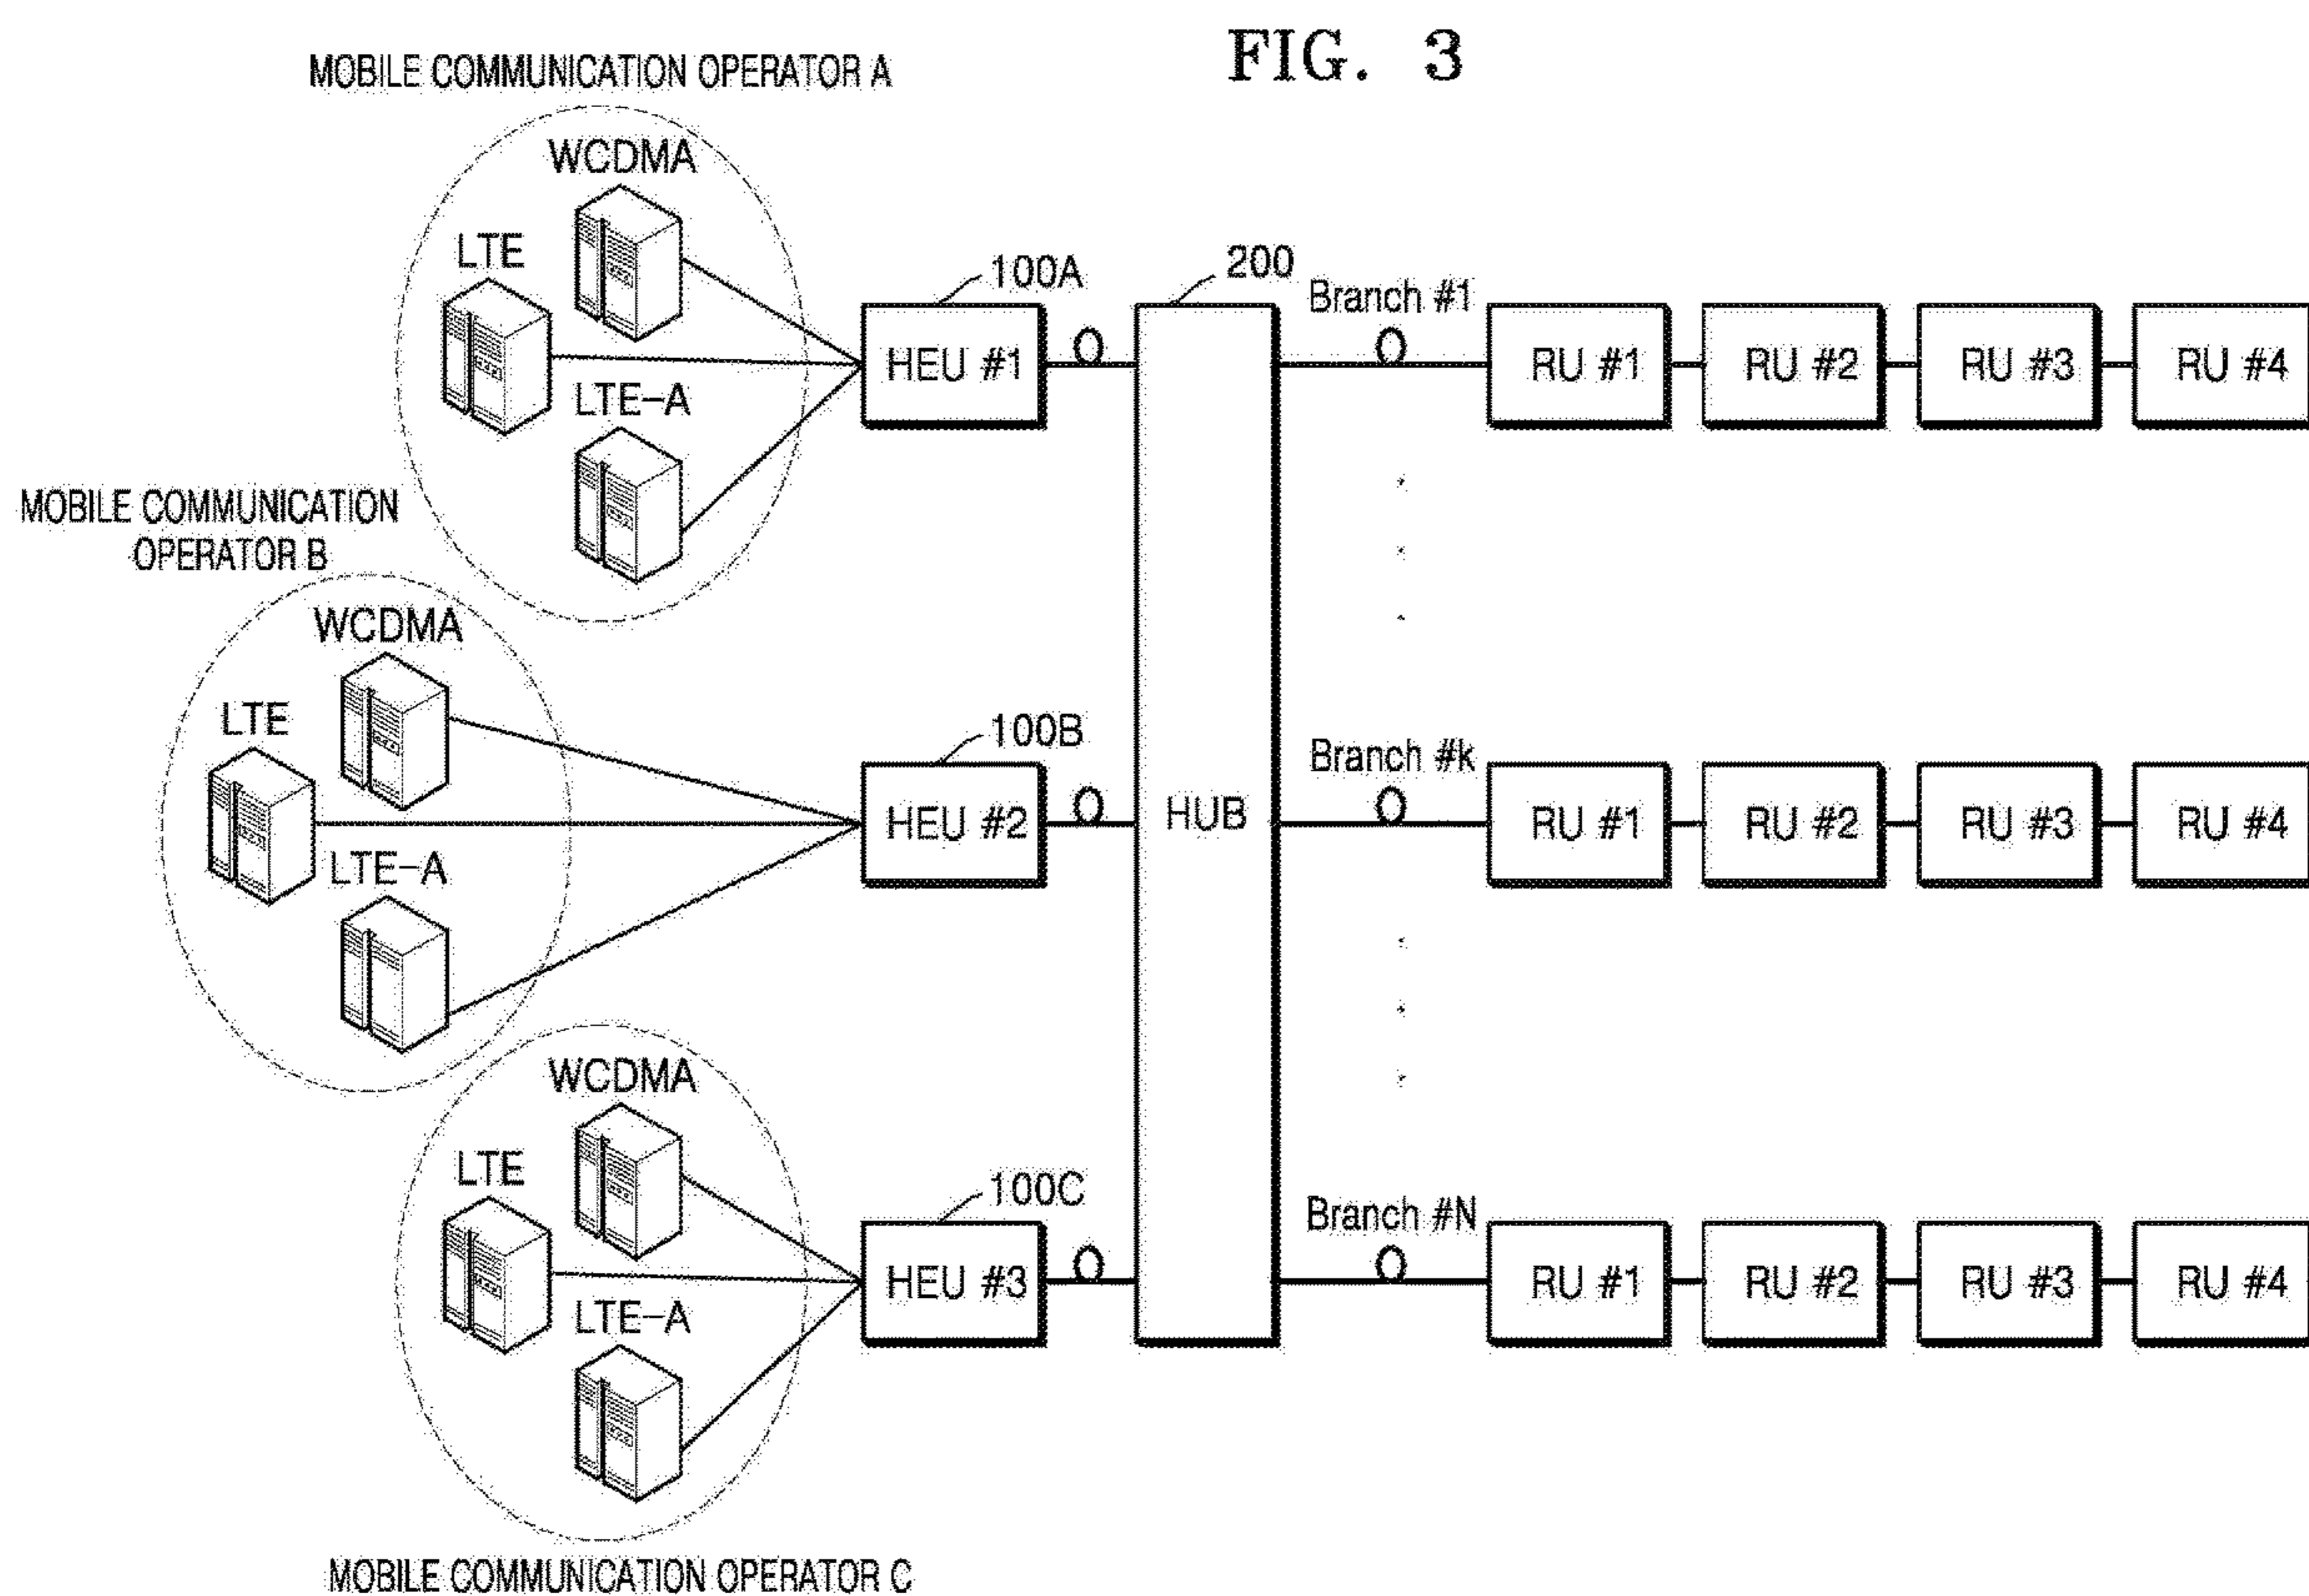 FIG. 3
MOBILE COMMUNICATION OPERATOR A
WCDMA
LTE
LTE-A
100A
HEU #1
200
HUB
Branch #1
RU #1
RU #2
RU #3
RU #4
MOBILE COMMUNICATION
OPERATOR B
WCDMA
LTE
LTE-A
100B
HEU #2
Branch #k
RU #1
RU #2
RU #3
RU #4
WCDMA
LTE
LTE-A
100C
HEU #3
Branch #N
RU #1
RU #2
RU #3
RU #4
MOBILE COMMUNICATION OPERATOR C